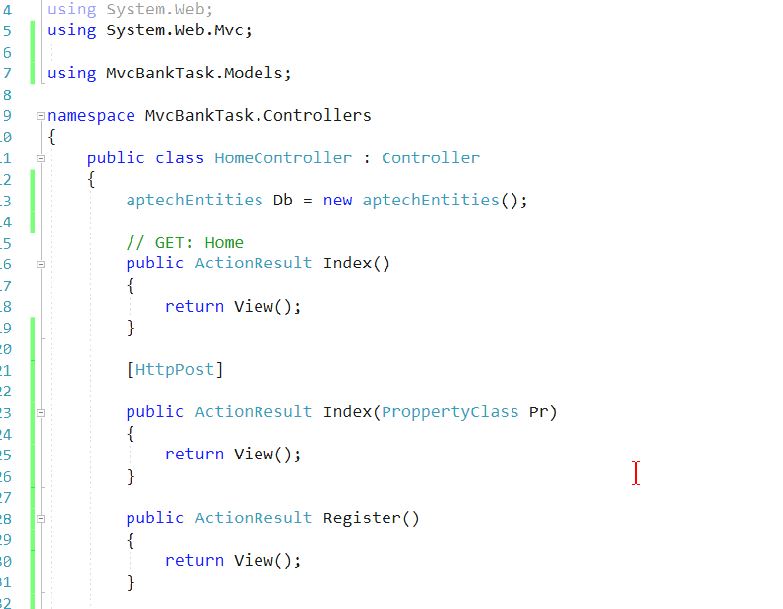 4 using System.Web;
5 using System.Web.Mvc;
6
7 using MvcBankTask.Models;
8
9 namespace MvcBankTask.Controllers
10 {
11 public class HomeController : Controller
12 {
13 aptechEntities Db = new aptechEntities();
14
15 // GET: Home
16 public ActionResult Index()
17 {
18 return View();
19 }
20
21 [HttpPost]
22
23 public ActionResult Index(ProppertyClass Pr)
24 {
25 return View();
26 }
27
28 public ActionResult Register()
29 {
30 return View();
31 }
32